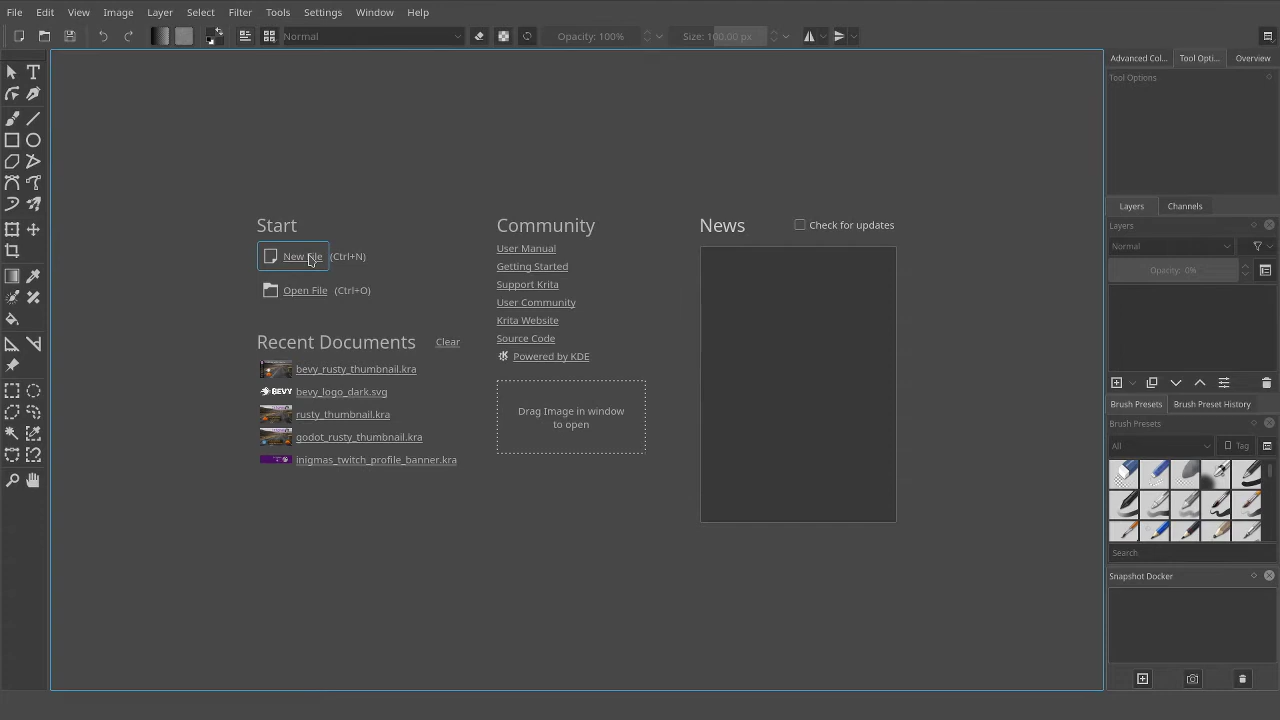 File Edit View Image Layer Select Filter Tools Settings Window Help
Normal Opacity: 100% Size: 100.00 px
Advanced Col... Tool Opti... Overview
Tool Options
Layers Channels
Layers
Normal
Opacity: 0%
Start
New File (Ctrl+N)
Open File (Ctrl+O)
Recent Documents Clear
bevy_rusty_thumbnail.kra
BEVY bevy_logo_dark.svg
rusty_thumbnail.kra
godot_rusty_thumbnail.kra
inigmas_twitch_profile_banner.kra
Community
User Manual
Getting Started
Support Krita
User Community
Krita Website
Source Code
Powered by KDE
Drag Image in window
to open
News Check for updates
Brush Presets Brush Preset History
Brush Presets
All Tag
Search
Snapshot Docker